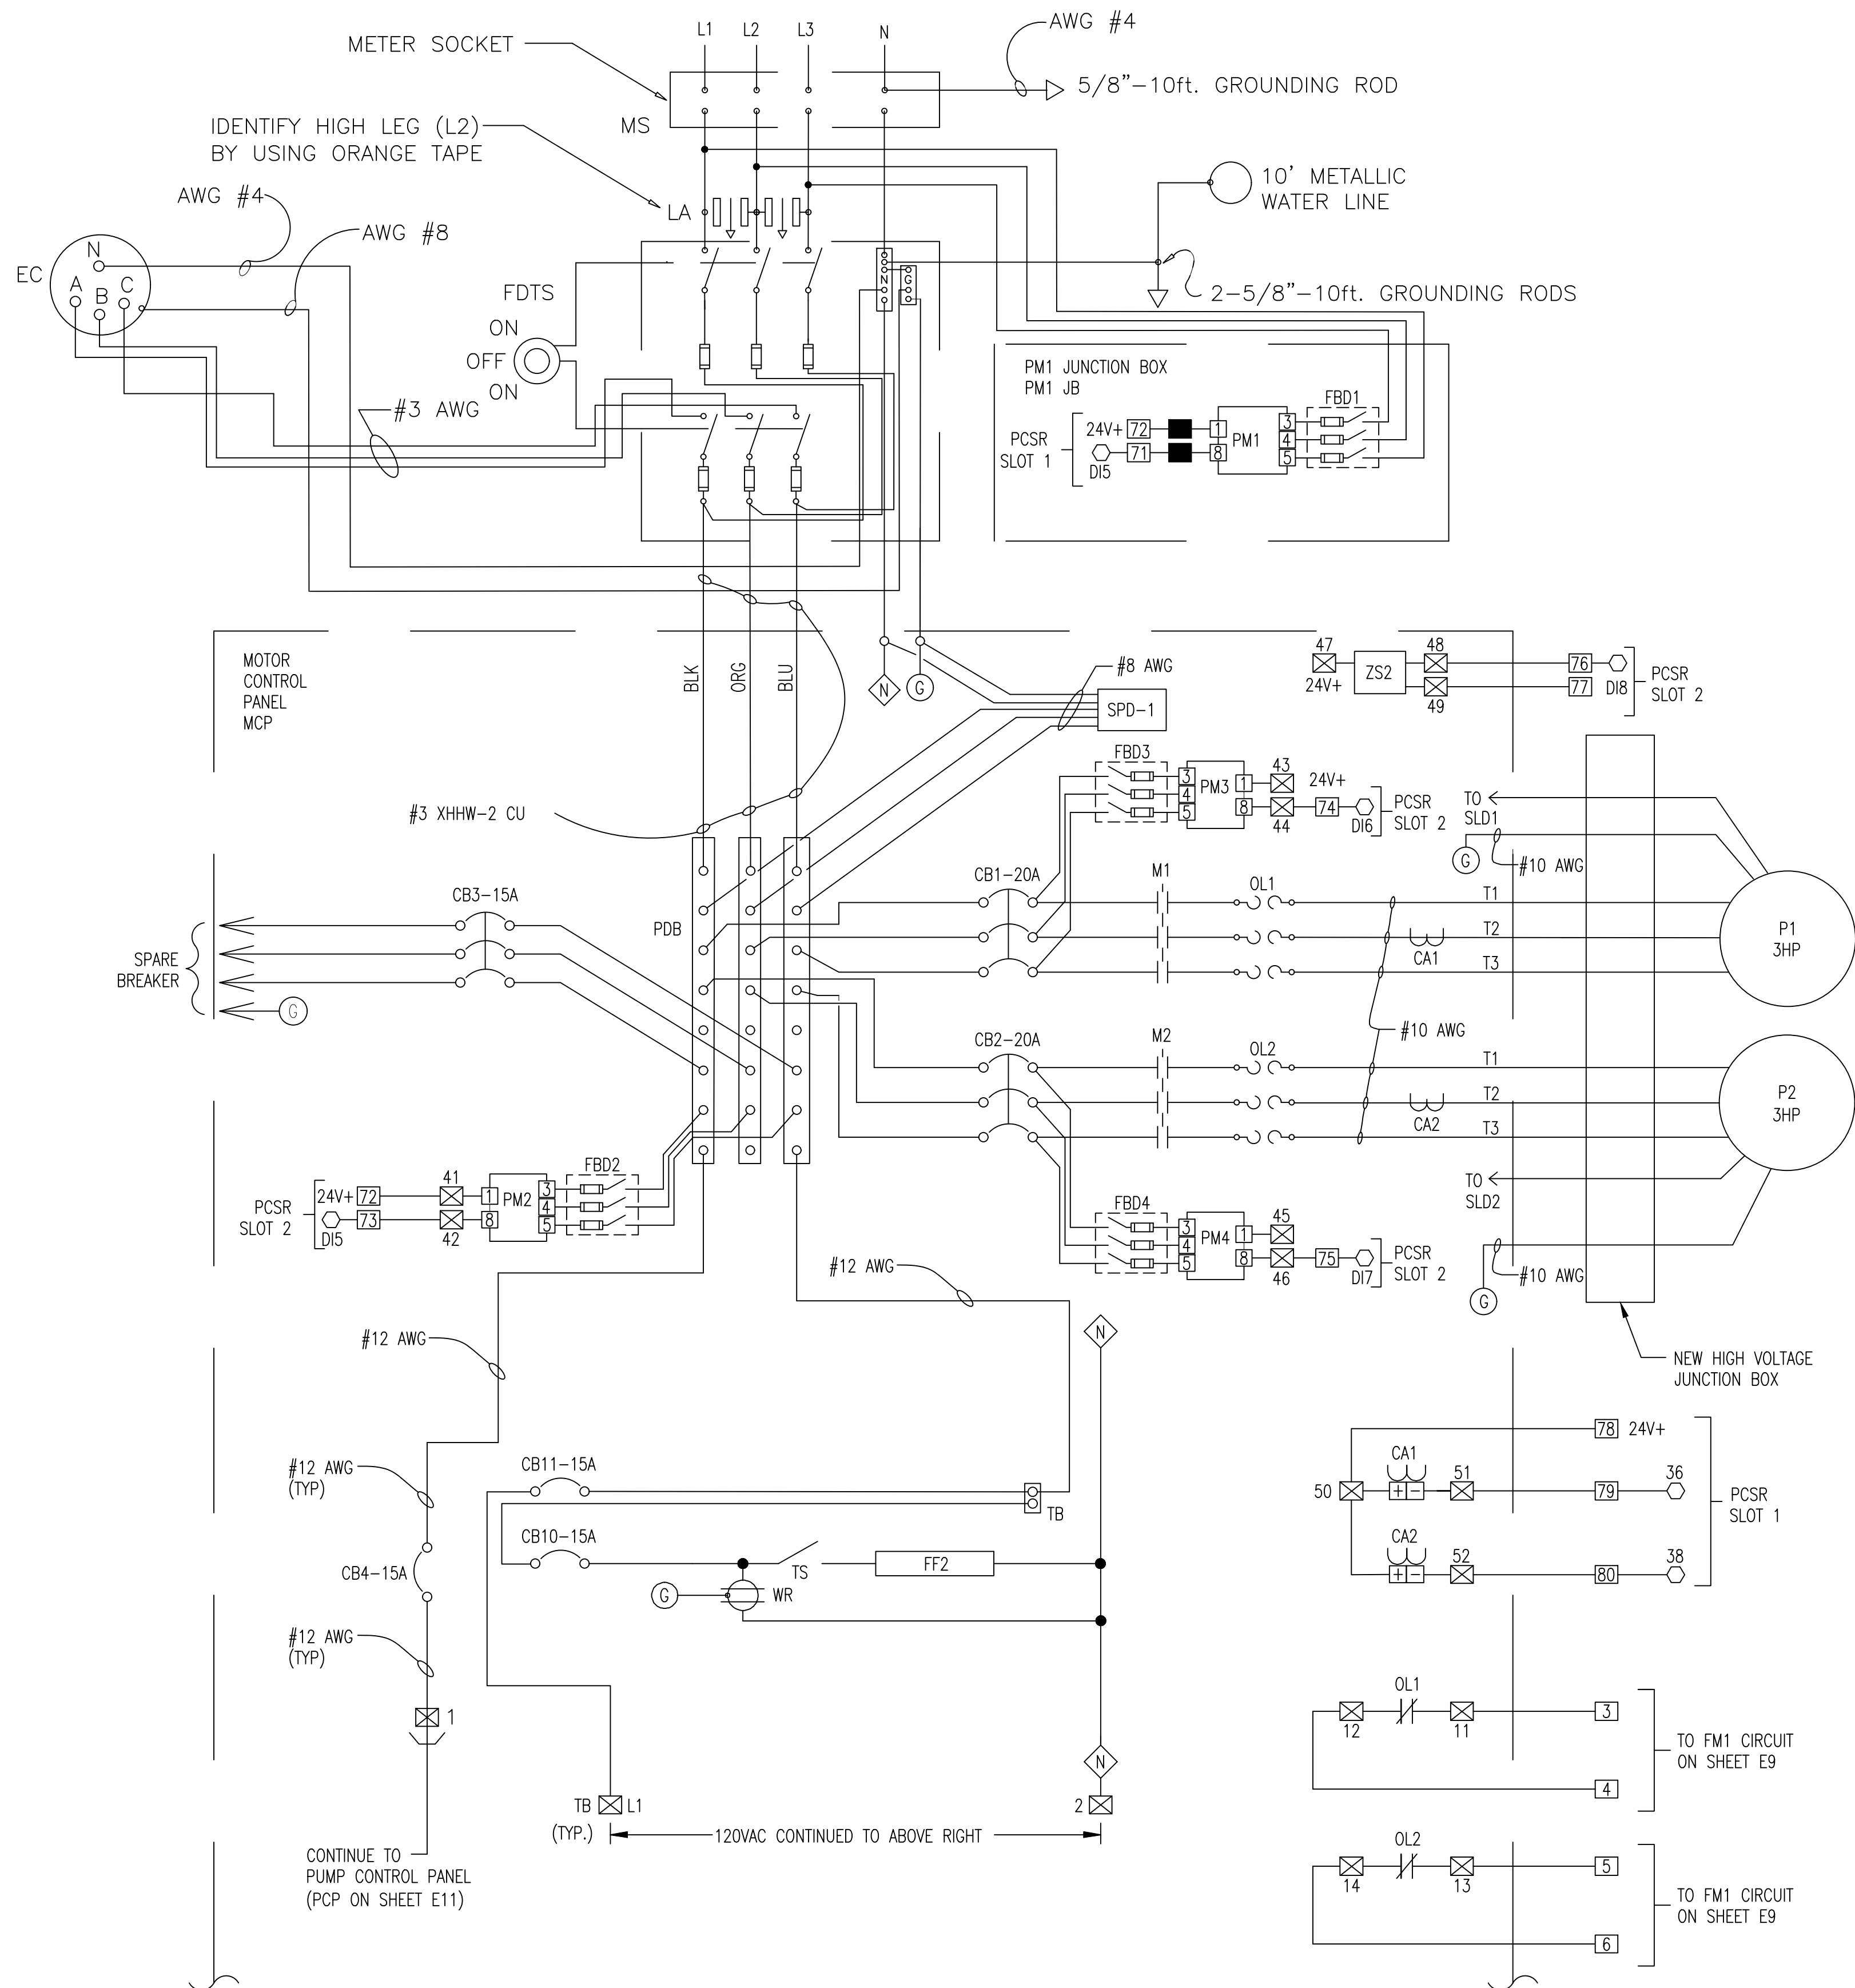 L1
L2
L3
N
AWG #4
METER SOCKET
5/8"-10ft. GROUNDING ROD
MS
IDENTIFY HIGH LEG (L2)
BY USING ORANGE TAPE
10' METALLIC
WATER LINE
AWG #4
LA
AWG #8
EC
N
A
B
C
N
G
2-5/8"-10ft. GROUNDING RODS
FDTS
ON
OFF
ON
#3 AWG
PM1 JUNCTION BOX
PM1 JB
FBD1
PCSR
SLOT 1
24V+
72
1
PM1
3
4
5
DI5
71
8
MOTOR
CONTROL
PANEL
MCP
BLK
ORG
BLU
N
G
#8 AWG
SPD-1
47
24V+
ZS2
48
49
76
77
DI8
PCSR
SLOT 2
#3 XHHW-2 CU
FBD3
3
4
5
PM3
1
8
43
24V+
44
74
DI6
PCSR
SLOT 2
TO
SLD1
G
#10 AWG
CB3-15A
SPARE
BREAKER
G
PDB
CB1-20A
M1
OL1
T1
T2
T3
CA1
P1
3HP
#10 AWG
CB2-20A
M2
OL2
T1
T2
T3
CA2
P2
3HP
FBD2
PCSR
SLOT 2
24V+
72
41
1
PM2
3
4
5
DI5
73
42
8
FBD4
3
4
5
PM4
1
8
45
46
75
DI7
PCSR
SLOT 2
TO
SLD2
G
#10 AWG
#12 AWG
#12 AWG
N
NEW HIGH VOLTAGE
JUNCTION BOX
#12 AWG
(TYP)
CB11-15A
TB
CB10-15A
CB4-15A
TS
FF2
G
WR
#12 AWG
(TYP)
1
78
24V+
50
CA1
+
-
51
79
36
CA2
+
-
52
80
38
PCSR
SLOT 1
N
TB
L1
(TYP.)
2
120VAC CONTINUED TO ABOVE RIGHT
CONTINUE TO
PUMP CONTROL PANEL
(PCP ON SHEET E11)
OL1
12
11
3
4
TO FM1 CIRCUIT
ON SHEET E9
OL2
14
13
5
6
TO FM1 CIRCUIT
ON SHEET E9